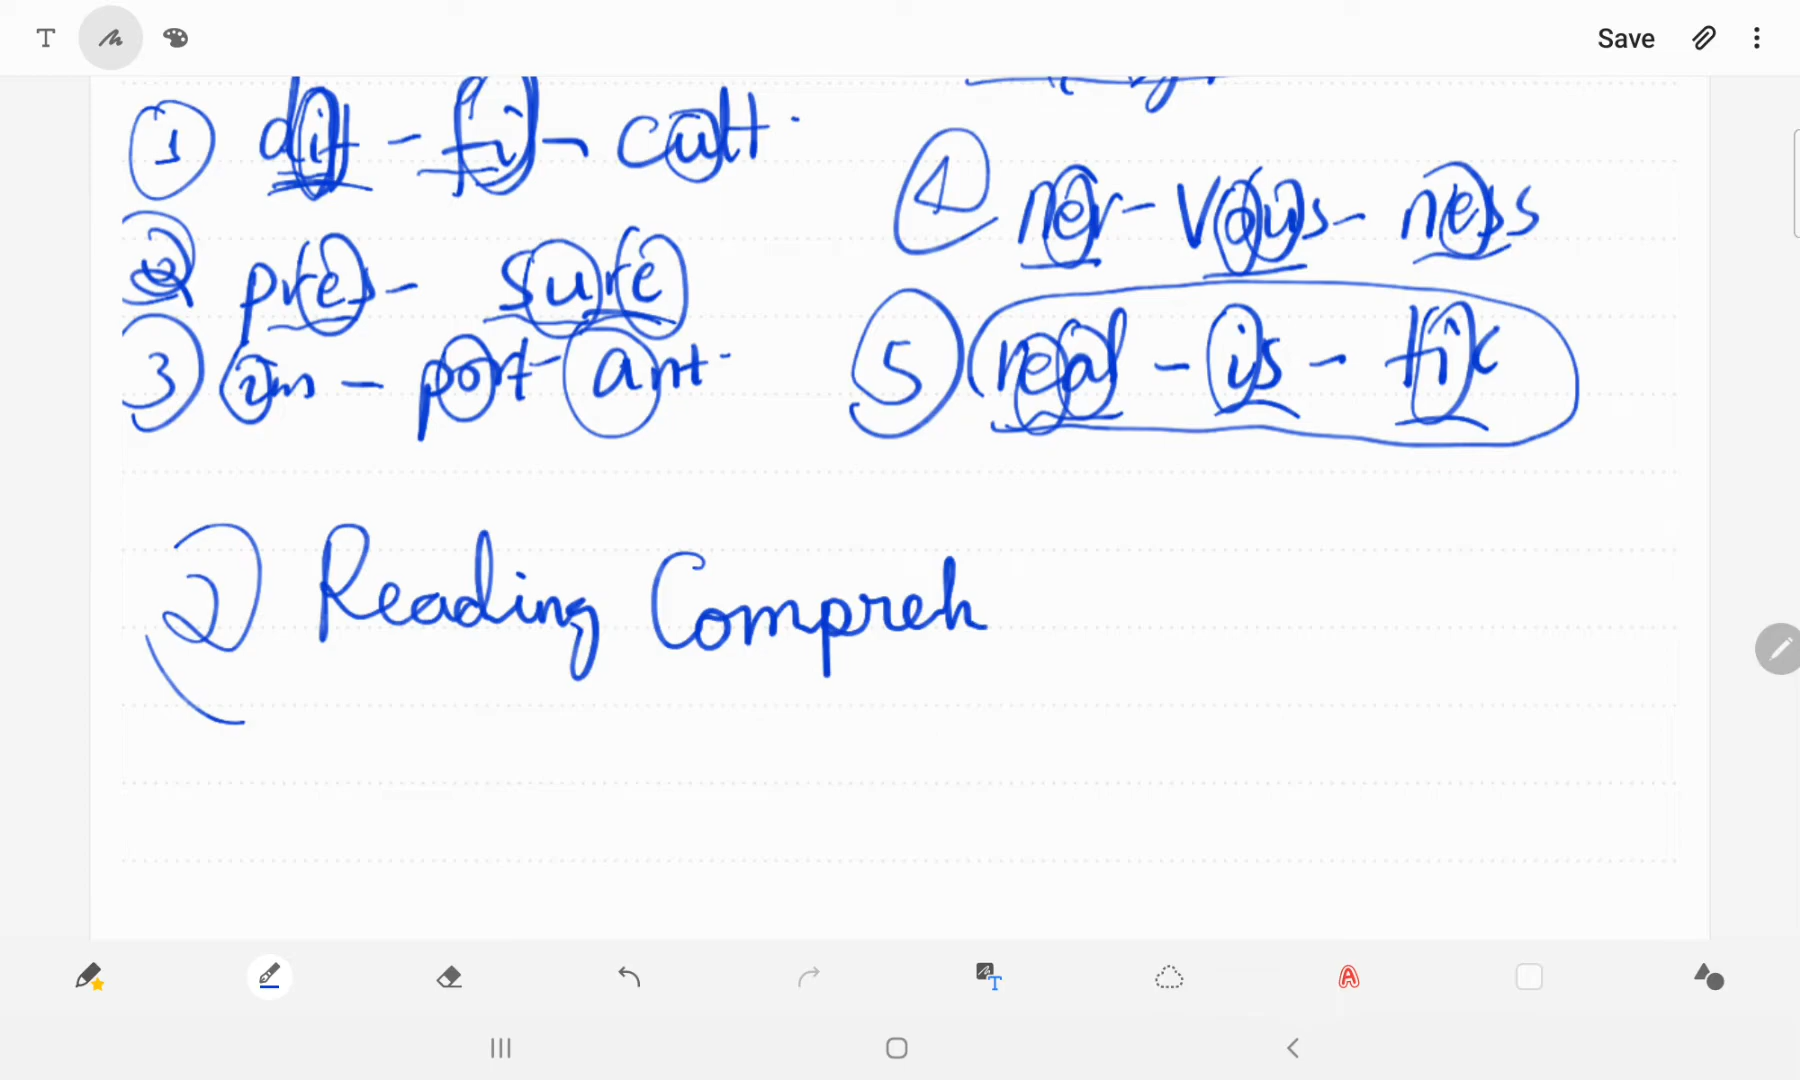 T Save
① dif - fi - cult.
② pres - sure
③ im - port - ant.
④ ner - vous - ness
⑤ real - is - tic
2) Reading Compreh